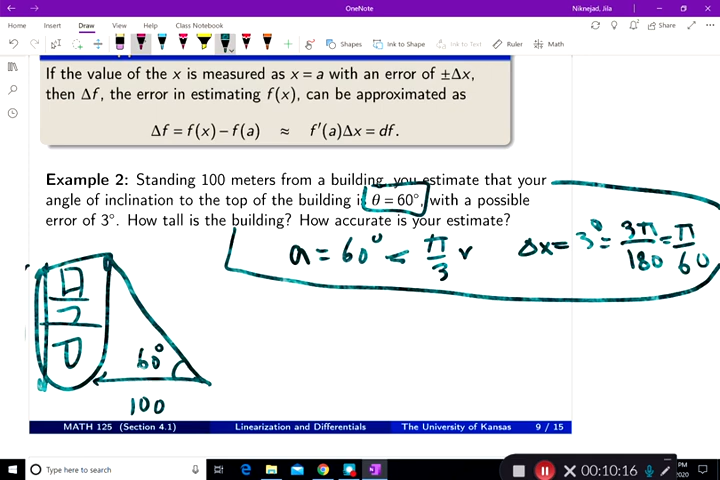 OneNote
Niknejad, Jila
Home Insert Draw View Help Class Notebook
Share
Shapes Ink to Shape Ink to Text Ruler Math
If the value of the x is measured as x = a with an error of ±Δx,
then Δf, the error in estimating f(x), can be approximated as
Δf = f(x) − f(a) ≈ f′(a)Δx = df.
Example 2: Standing 100 meters from a building, you estimate that your
angle of inclination to the top of the building is θ = 60°, with a possible
error of 3°. How tall is the building? How accurate is your estimate?
a = 60° π/3 r Δx = 3° = 3π/180 = π/60
60°
100
MATH 125 (Section 4.1) Linearization and Differentials The University of Kansas 9 / 15
Type here to search
PM
2020
00:10:16